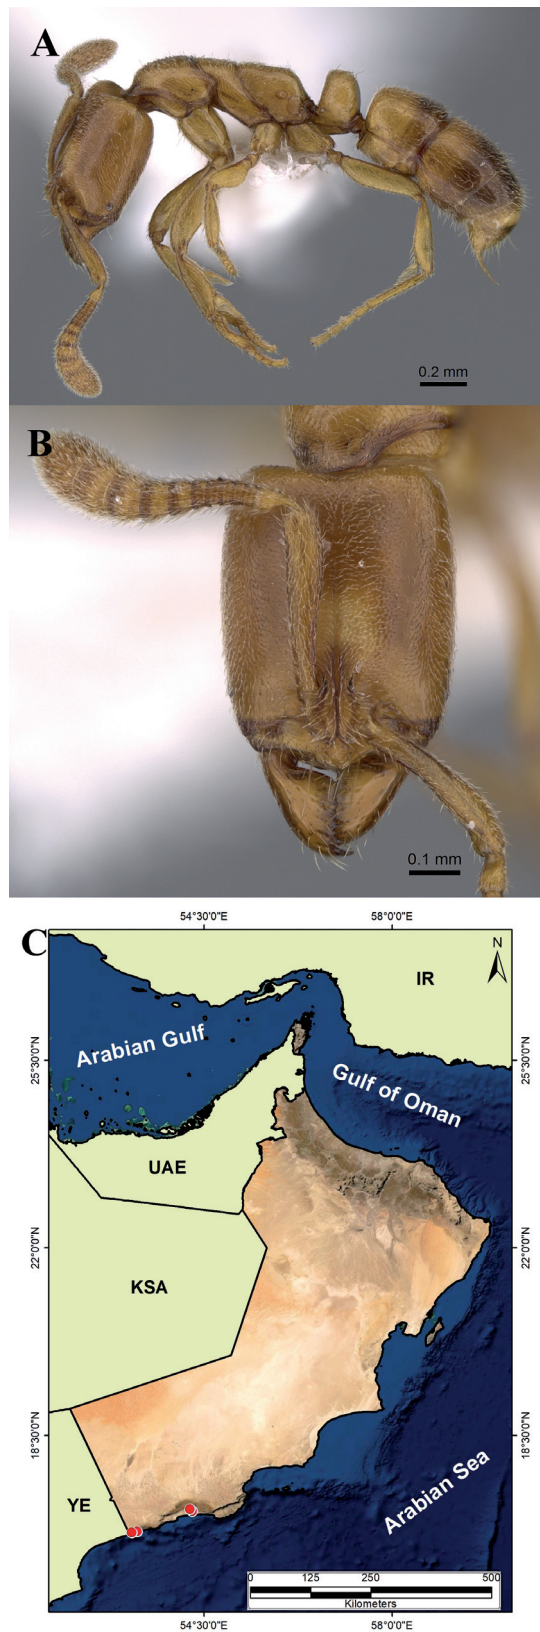 A
0.2 mm
B
0.1 mm
C
54°30'0"E 58°0'0"E
N
IR
Arabian Gulf
25°30'0"N 25°30'0"N
Gulf of Oman
UAE
22°0'0"N 22°0'0"N
KSA
18°30'0"N 18°30'0"N
Arabian Sea
YE
0 125 250 500
Kilometers
54°30'0"E 58°0'0"E